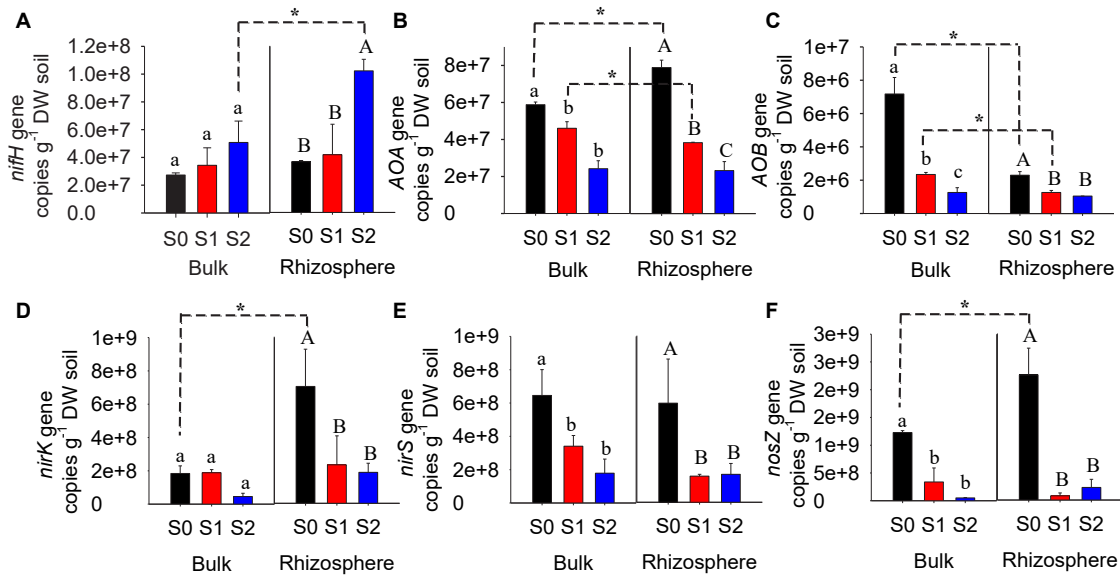 A
*
nifH gene
copies g-1 DW soil
1.2e+8
1.0e+8
8.0e+7
6.0e+7
4.0e+7
2.0e+7
0.0
a
a
a
B
B
A
S0 S1 S2
S0 S1 S2
Bulk
Rhizosphere
B
*
*
AOA gene
copies g-1 DW soil
8e+7
6e+7
4e+7
2e+7
0
a
b
b
A
B
C
S0 S1 S2
S0 S1 S2
Bulk
Rhizosphere
C
*
*
AOB gene
copies g-1 DW soil
1e+7
8e+6
6e+6
4e+6
2e+6
0
a
b
c
A
B
B
S0 S1 S2
S0 S1 S2
Bulk
Rhizosphere
D
*
nirK gene
copies g-1 DW soil
1e+9
8e+8
6e+8
4e+8
2e+8
0
a
a
a
A
B
B
S0 S1 S2
S0 S1 S2
Bulk
Rhizosphere
E
nirS gene
copies g-1 DW soil
1e+9
8e+8
6e+8
4e+8
2e+8
0
a
b
b
A
B
B
S0 S1 S2
S0 S1 S2
Bulk
Rhizosphere
F
*
nosZ gene
copies g-1 DW soil
3e+9
2e+9
2e+9
1e+9
5e+8
0
a
b
b
A
B
B
S0 S1 S2
S0 S1 S2
Bulk
Rhizosphere